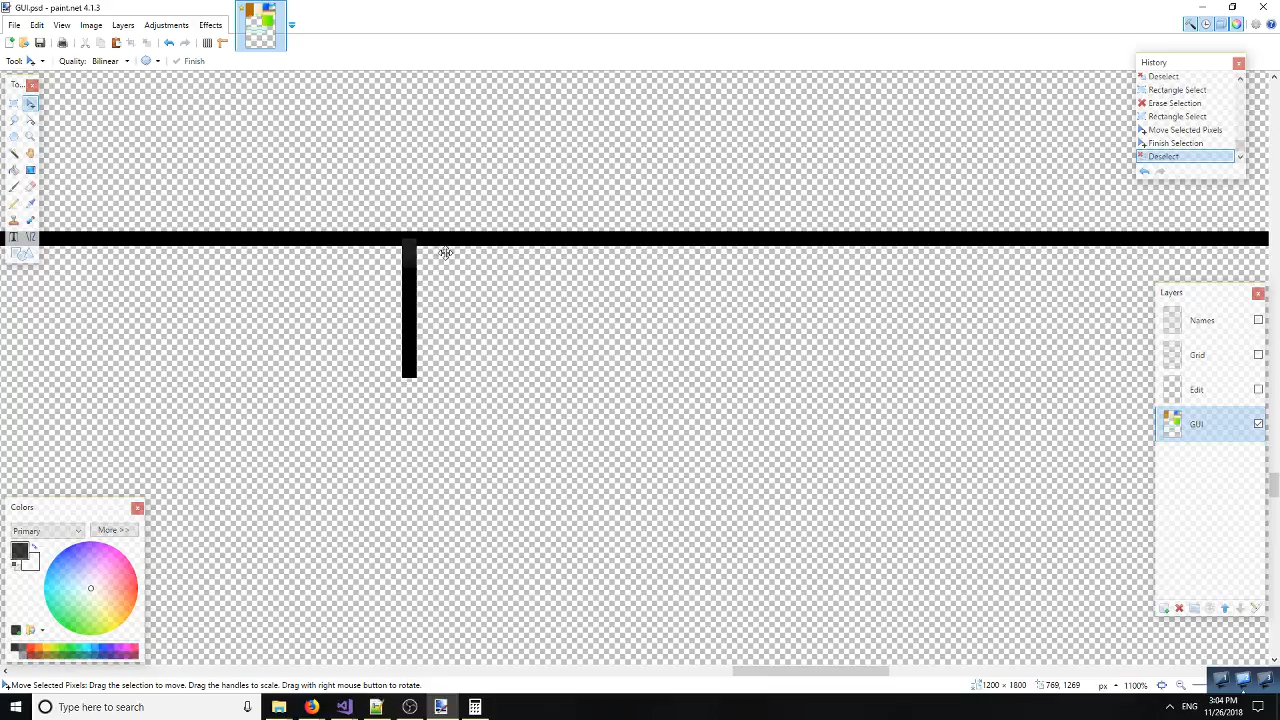 GUI.psd - paint.net 4.1.3
File Edit View Image Layers Adjustments Effects
Tool: Quality: Bilinear Finish
To...
History
Deselect
Rectangle Select
Erase Selection
Rectangle Select
Move Selected Pixels
Finish Selection
Deselect
Layers
Names
Grid
Edit
GUI
Colors
Primary
More >>
Move Selected Pixels: Drag the selection to move. Drag the handles to scale. Drag with right mouse button to rotate.
1200 x 1800
769, 1269
px
1100%
Type here to search
ENG
3:04 PM
11/26/2018